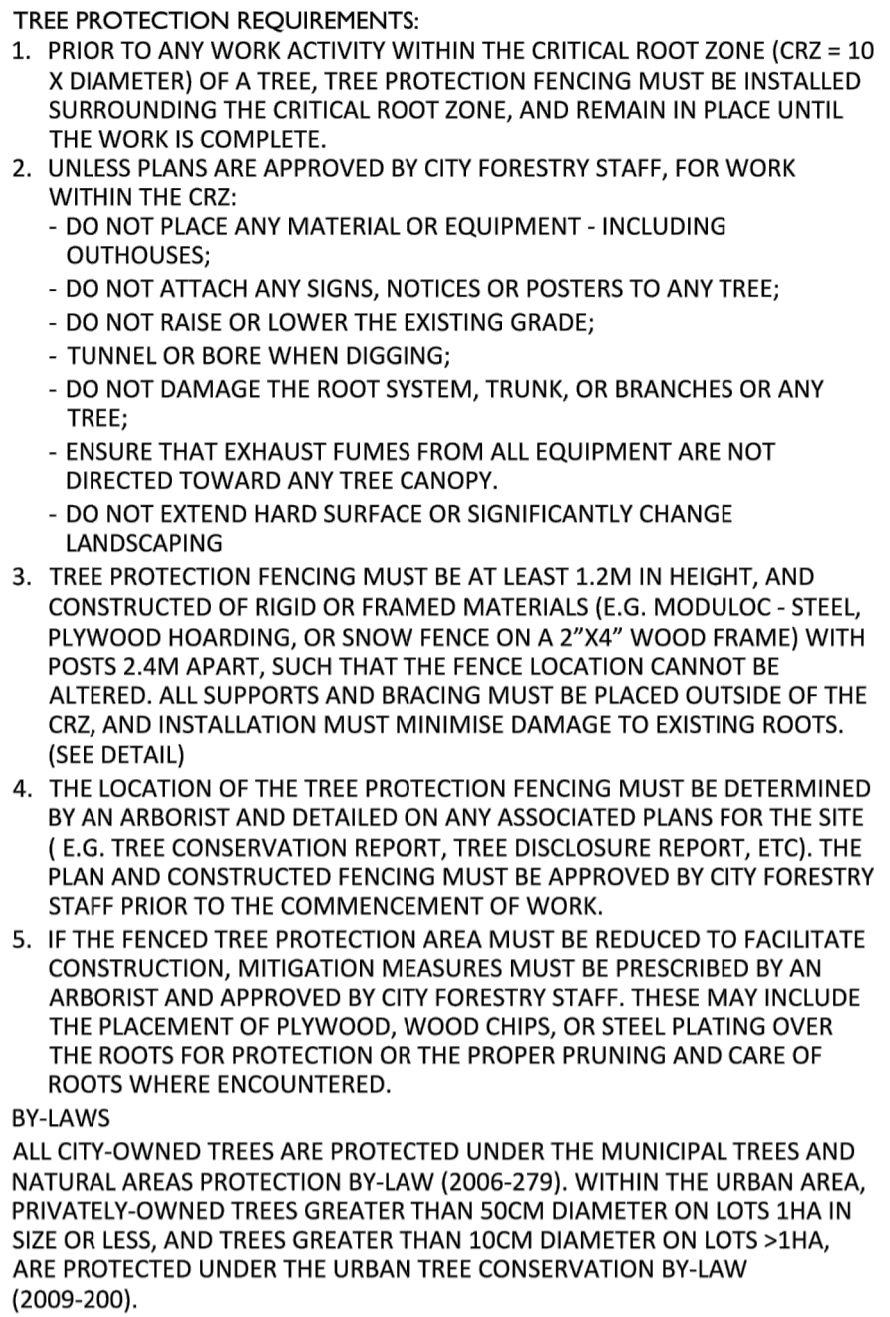 TREE PROTECTION REQUIREMENTS:
1. PRIOR TO ANY WORK ACTIVITY WITHIN THE CRITICAL ROOT ZONE (CRZ = 10
X DIAMETER) OF A TREE, TREE PROTECTION FENCING MUST BE INSTALLED
SURROUNDING THE CRITICAL ROOT ZONE, AND REMAIN IN PLACE UNTIL
THE WORK IS COMPLETE.
2. UNLESS PLANS ARE APPROVED BY CITY FORESTRY STAFF, FOR WORK
WITHIN THE CRZ:
- DO NOT PLACE ANY MATERIAL OR EQUIPMENT - INCLUDING
OUTHOUSES;
- DO NOT ATTACH ANY SIGNS, NOTICES OR POSTERS TO ANY TREE;
- DO NOT RAISE OR LOWER THE EXISTING GRADE;
- TUNNEL OR BORE WHEN DIGGING;
- DO NOT DAMAGE THE ROOT SYSTEM, TRUNK, OR BRANCHES OR ANY
TREE;
- ENSURE THAT EXHAUST FUMES FROM ALL EQUIPMENT ARE NOT
DIRECTED TOWARD ANY TREE CANOPY.
- DO NOT EXTEND HARD SURFACE OR SIGNIFICANTLY CHANGE
LANDSCAPING
3. TREE PROTECTION FENCING MUST BE AT LEAST 1.2M IN HEIGHT, AND
CONSTRUCTED OF RIGID OR FRAMED MATERIALS (E.G. MODULOC - STEEL,
PLYWOOD HOARDING, OR SNOW FENCE ON A 2”X4” WOOD FRAME) WITH
POSTS 2.4M APART, SUCH THAT THE FENCE LOCATION CANNOT BE
ALTERED. ALL SUPPORTS AND BRACING MUST BE PLACED OUTSIDE OF THE
CRZ, AND INSTALLATION MUST MINIMISE DAMAGE TO EXISTING ROOTS.
(SEE DETAIL)
4. THE LOCATION OF THE TREE PROTECTION FENCING MUST BE DETERMINED
BY AN ARBORIST AND DETAILED ON ANY ASSOCIATED PLANS FOR THE SITE
( E.G. TREE CONSERVATION REPORT, TREE DISCLOSURE REPORT, ETC). THE
PLAN AND CONSTRUCTED FENCING MUST BE APPROVED BY CITY FORESTRY
STAFF PRIOR TO THE COMMENCEMENT OF WORK.
5. IF THE FENCED TREE PROTECTION AREA MUST BE REDUCED TO FACILITATE
CONSTRUCTION, MITIGATION MEASURES MUST BE PRESCRIBED BY AN
ARBORIST AND APPROVED BY CITY FORESTRY STAFF. THESE MAY INCLUDE
THE PLACEMENT OF PLYWOOD, WOOD CHIPS, OR STEEL PLATING OVER
THE ROOTS FOR PROTECTION OR THE PROPER PRUNING AND CARE OF
ROOTS WHERE ENCOUNTERED.
BY-LAWS
ALL CITY-OWNED TREES ARE PROTECTED UNDER THE MUNICIPAL TREES AND
NATURAL AREAS PROTECTION BY-LAW (2006-279). WITHIN THE URBAN AREA,
PRIVATELY-OWNED TREES GREATER THAN 50CM DIAMETER ON LOTS 1HA IN
SIZE OR LESS, AND TREES GREATER THAN 10CM DIAMETER ON LOTS >1HA,
ARE PROTECTED UNDER THE URBAN TREE CONSERVATION BY-LAW
(2009-200).